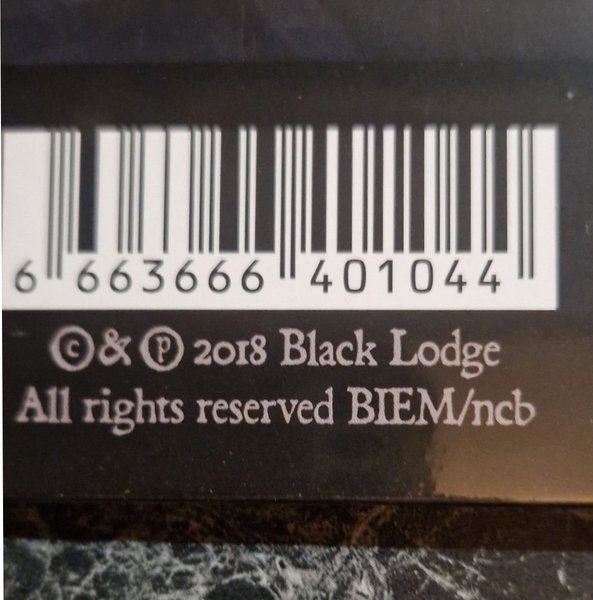 6 663666 401044
© & ℗ 2018 Black Lodge
All rights reserved BIEM/ncb